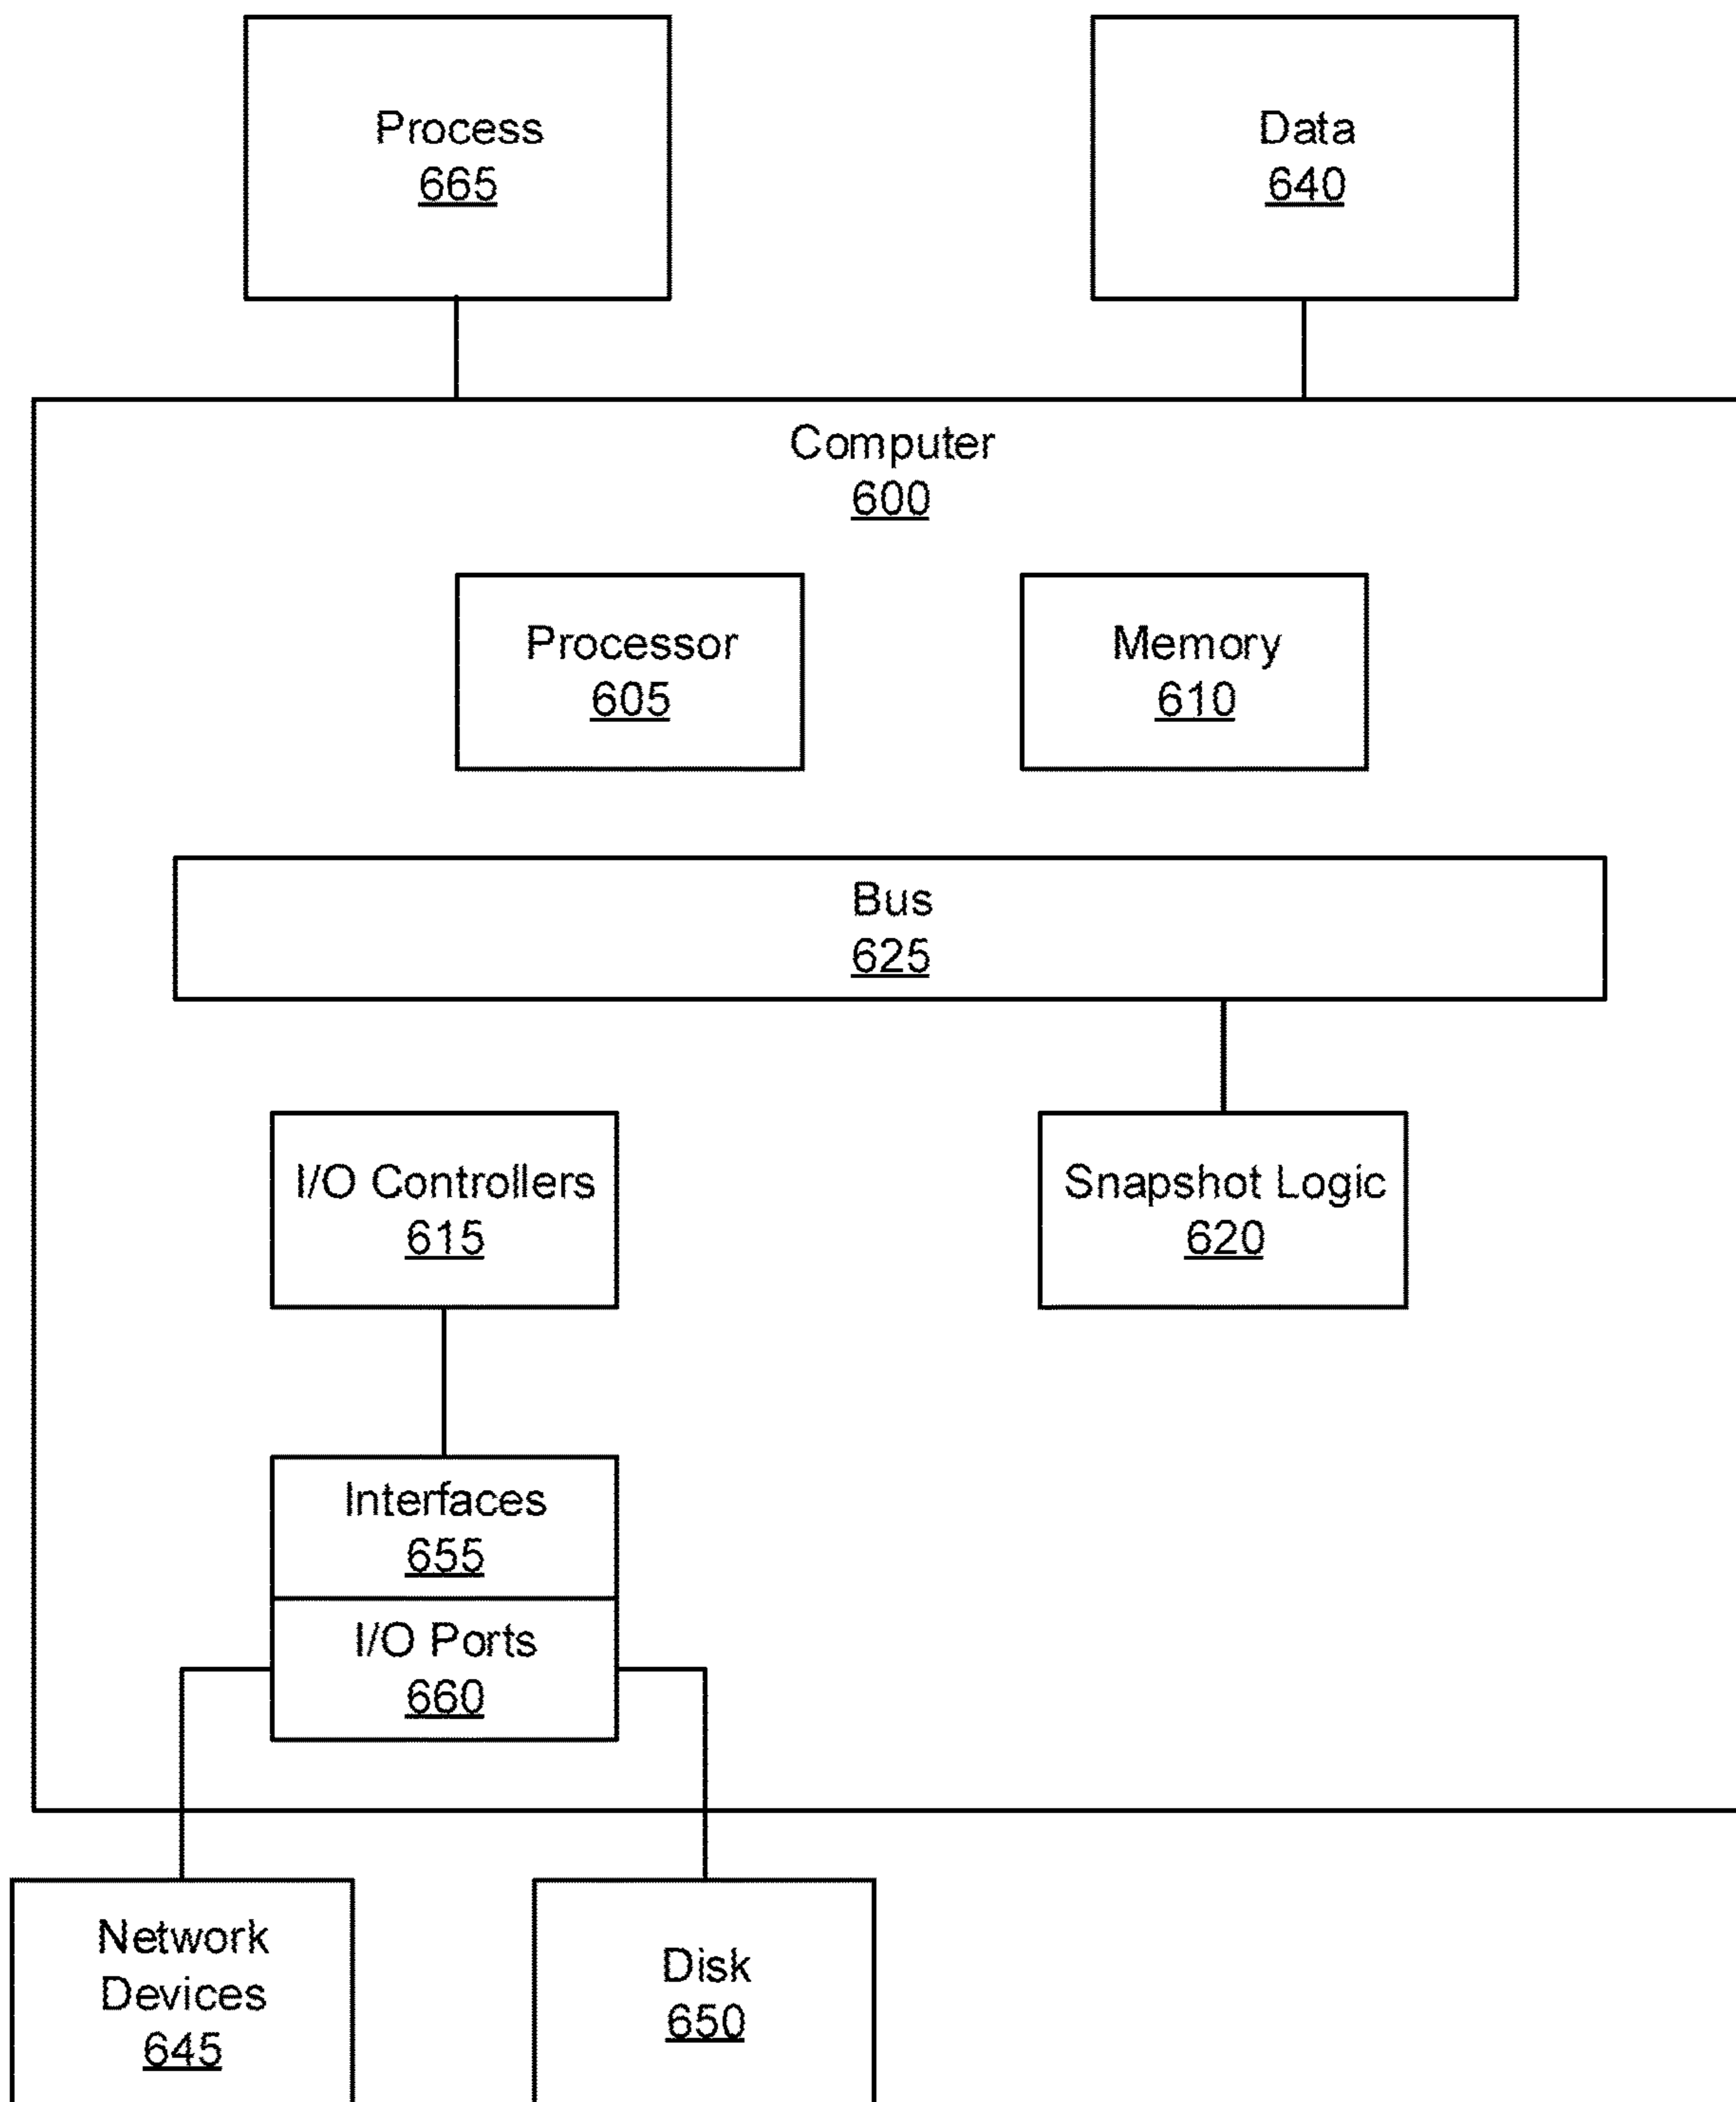 Process
665
Data
640
Computer
600
Processor
605
Memory
610
Bus
625
I/O Controllers
615
Snapshot Logic
620
Interfaces
655
I/O Ports
660
Network
Devices
645
Disk
650